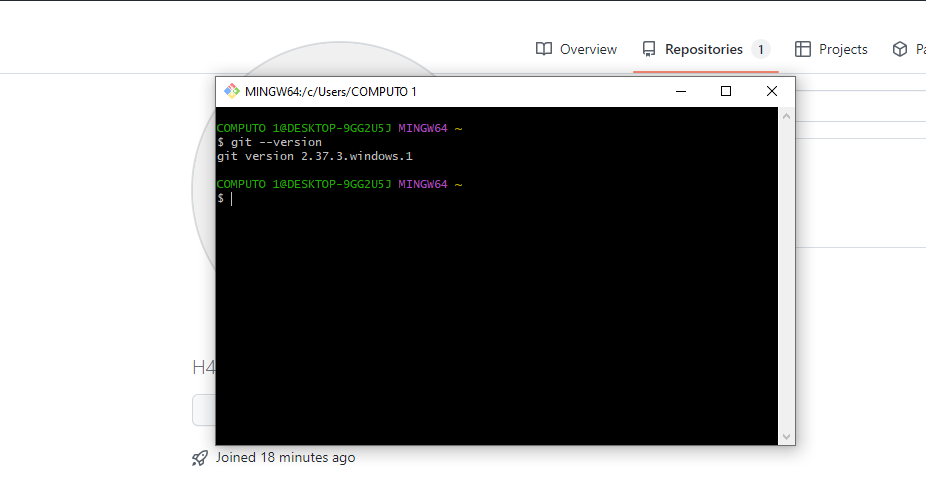 Overview Repositories 1 Projects
MINGW64:/c/Users/COMPUTO 1
COMPUTO 1@DESKTOP-9GG2U5J MINGW64 ~
$ git --version
git version 2.37.3.windows.1
COMPUTO 1@DESKTOP-9GG2U5J MINGW64 ~
$
H4
Joined 18 minutes ago